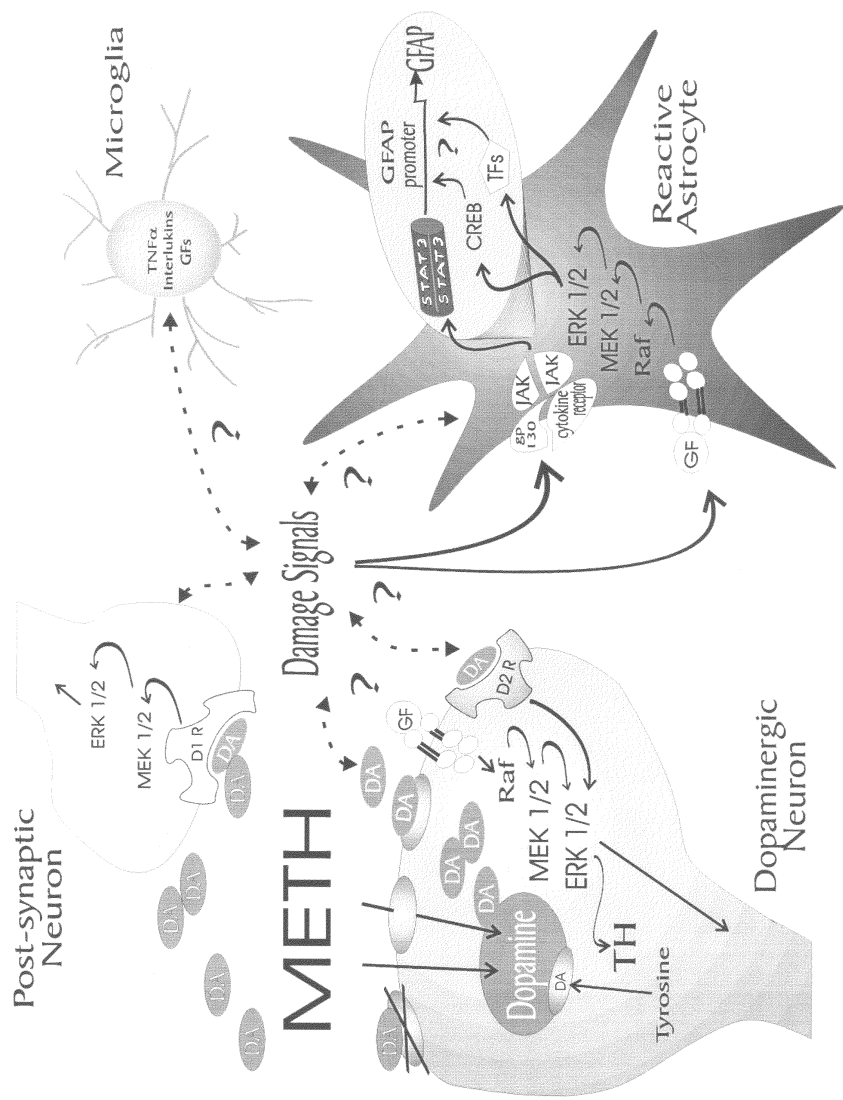 Post-synaptic
Neuron
ERK 1/2
MEK 1/2
D1 R
DA
DA
DA
DA
DA
DA
Microglia
TNFα
Interlukins
GFs
?
METH
Damage Signals
?
?
?
DA
DA
DA
GF
DA
D2 R
DA
DA
DA
Dopamine
DA
Raf
MEK 1/2
ERK 1/2
TH
Tyrosine
Dopaminergic
Neuron
gp
130
JAK
JAK
cytokine
receptor
STAT3
STAT3
GFAP
promoter
GFAP
?
CREB
TFs
ERK 1/2
MEK 1/2
Raf
GF
Reactive
Astrocyte